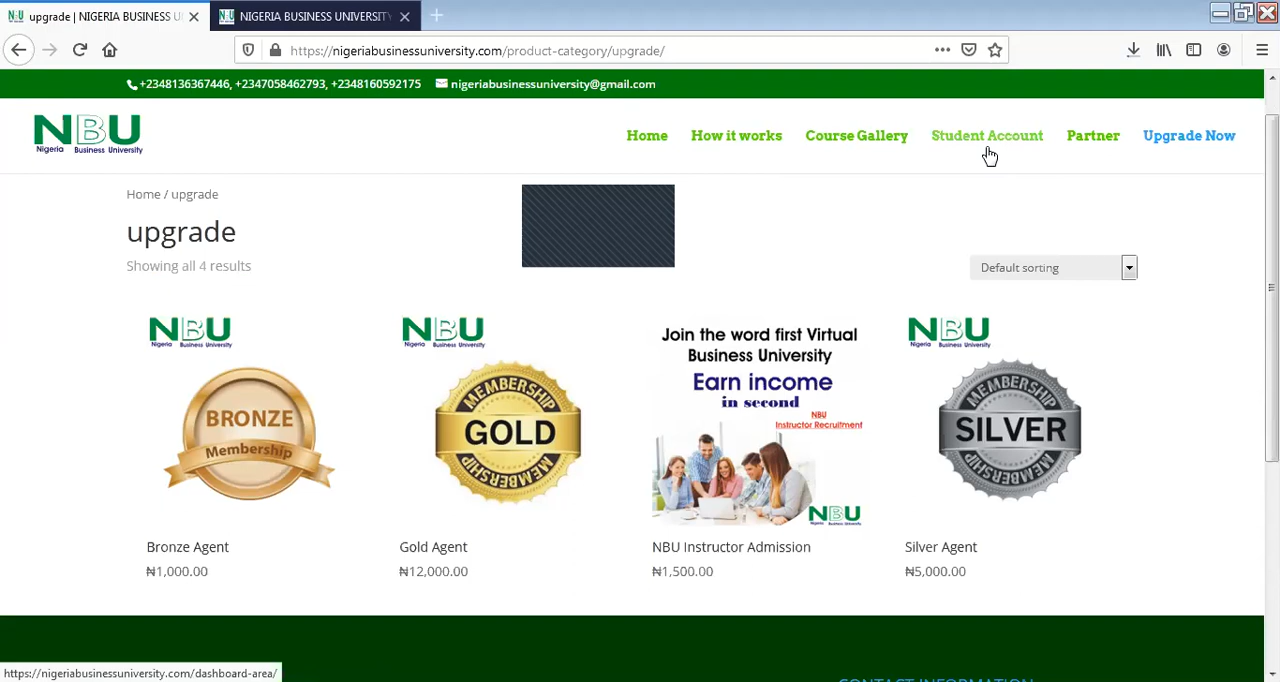 upgrade | NIGERIA BUSINESS U
NIGERIA BUSINESS UNIVERSITY
https://nigeriabusinessuniversity.com/product-category/upgrade/
+2348136367446, +2347058462793, +2348160592175 nigeriabusinessuniversity@gmail.com
NBU
Nigeria Business University
Home How it works Course Gallery Student Account Partner Upgrade Now
Home / upgrade
upgrade
Showing all 4 results
Default sorting
NBU
Nigeria Business University
BRONZE
Membership
Bronze Agent
₦1,000.00
NBU
Nigeria Business University
MEMBERSHIP
GOLD
MEMBERSHIP
Gold Agent
₦12,000.00
Join the word first Virtual
Business University
Earn income
in second
NBU
Instructor Recruitment
NBU
Nigeria Business University
NBU Instructor Admission
₦1,500.00
NBU
Nigeria Business University
MEMBERSHIP
SILVER
MEMBERSHIP
Silver Agent
₦5,000.00
CONTACT INFORMATION
https://nigeriabusinessuniversity.com/dashboard-area/